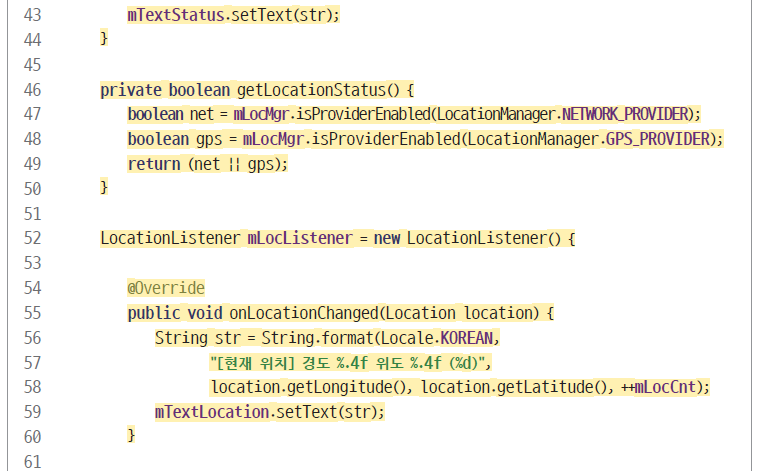 43 mTextStatus.setText(str);
44 }
45
46 private boolean getLocationStatus() {
47 boolean net = mLocMgr.isProviderEnabled(LocationManager.NETWORK_PROVIDER);
48 boolean gps = mLocMgr.isProviderEnabled(LocationManager.GPS_PROVIDER);
49 return (net || gps);
50 }
51
52 LocationListener mLocListener = new LocationListener() {
53
54 @Override
55 public void onLocationChanged(Location location) {
56 String str = String.format(Locale.KOREAN,
57 "[현재 위치] 경도 %.4f 위도 %.4f (%d)",
58 location.getLongitude(), location.getLatitude(), ++mLocCnt);
59 mTextLocation.setText(str);
60 }
61